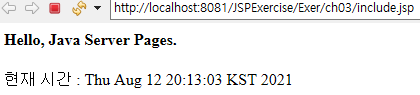 http://localhost:8081/JSPExercise/Exer/ch03/include.jsp
Hello, Java Server Pages.
현재 시간 : Thu Aug 12 20:13:03 KST 2021